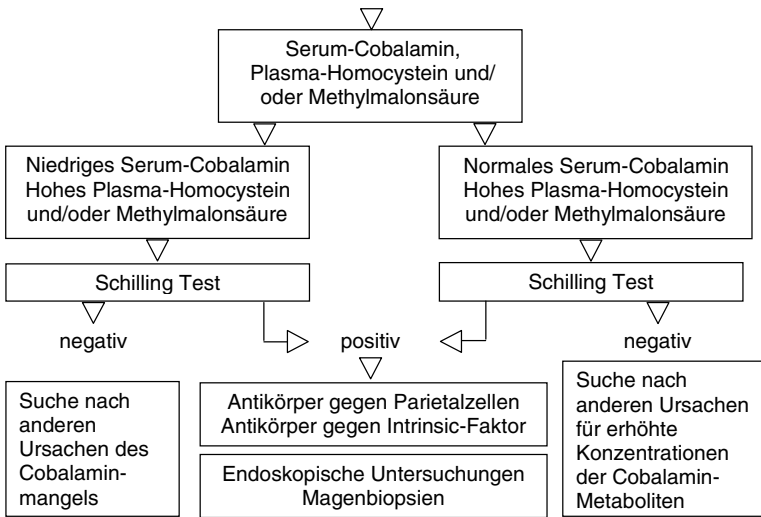 Serum-Cobalamin,
Plasma-Homocystein und/
oder Methylmalonsäure
Niedriges Serum-Cobalamin
Hohes Plasma-Homocystein
und/oder Methylmalonsäure
Normales Serum-Cobalamin
Hohes Plasma-Homocystein
und/oder Methylmalonsäure
Schilling Test
Schilling Test
negativ
positiv
negativ
Suche nach
anderen
Ursachen des
Cobalamin-
mangels
Antikörper gegen Parietalzellen
Antikörper gegen Intrinsic-Faktor
Endoskopische Untersuchungen
Magenbiopsien
Suche nach
anderen Ursachen
für erhöhte
Konzentrationen
der Cobalamin-
Metaboliten